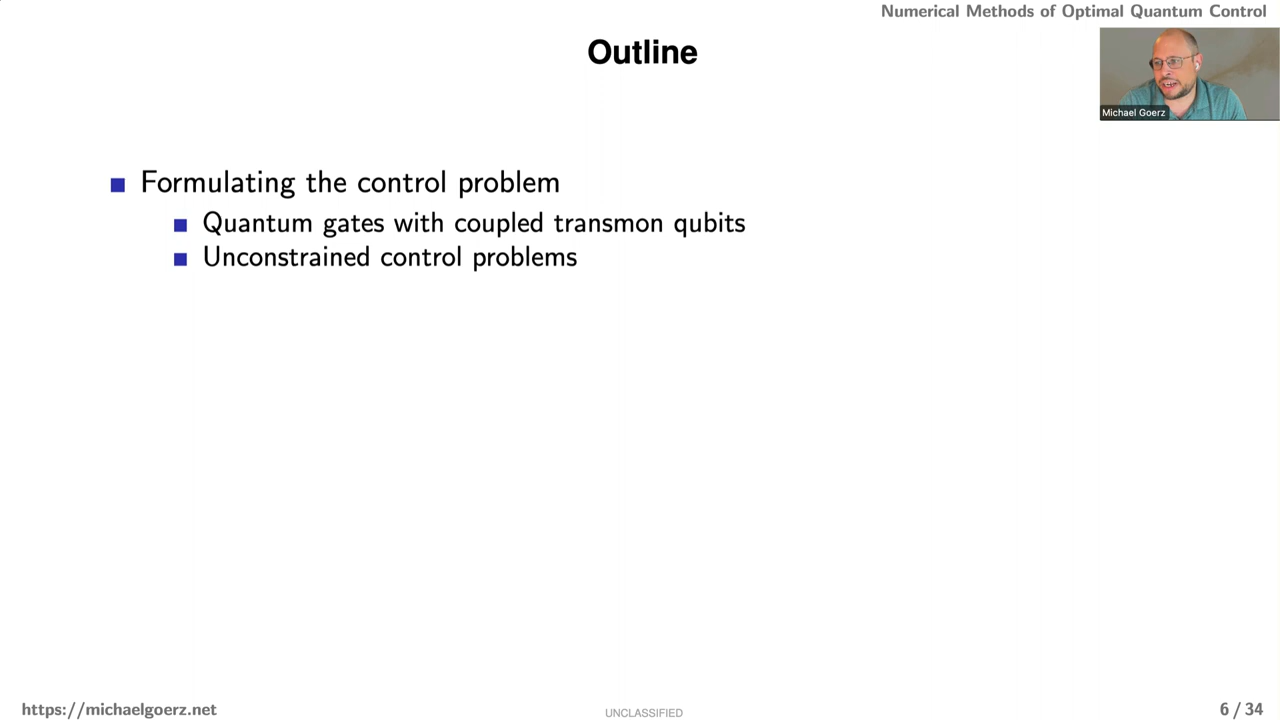 Numerical Methods of Optimal Quantum Control
Outline
Michael Goerz
Formulating the control problem
Quantum gates with coupled transmon qubits
Unconstrained control problems
https://michaelgoerz.net
UNCLASSIFIED
6 / 34